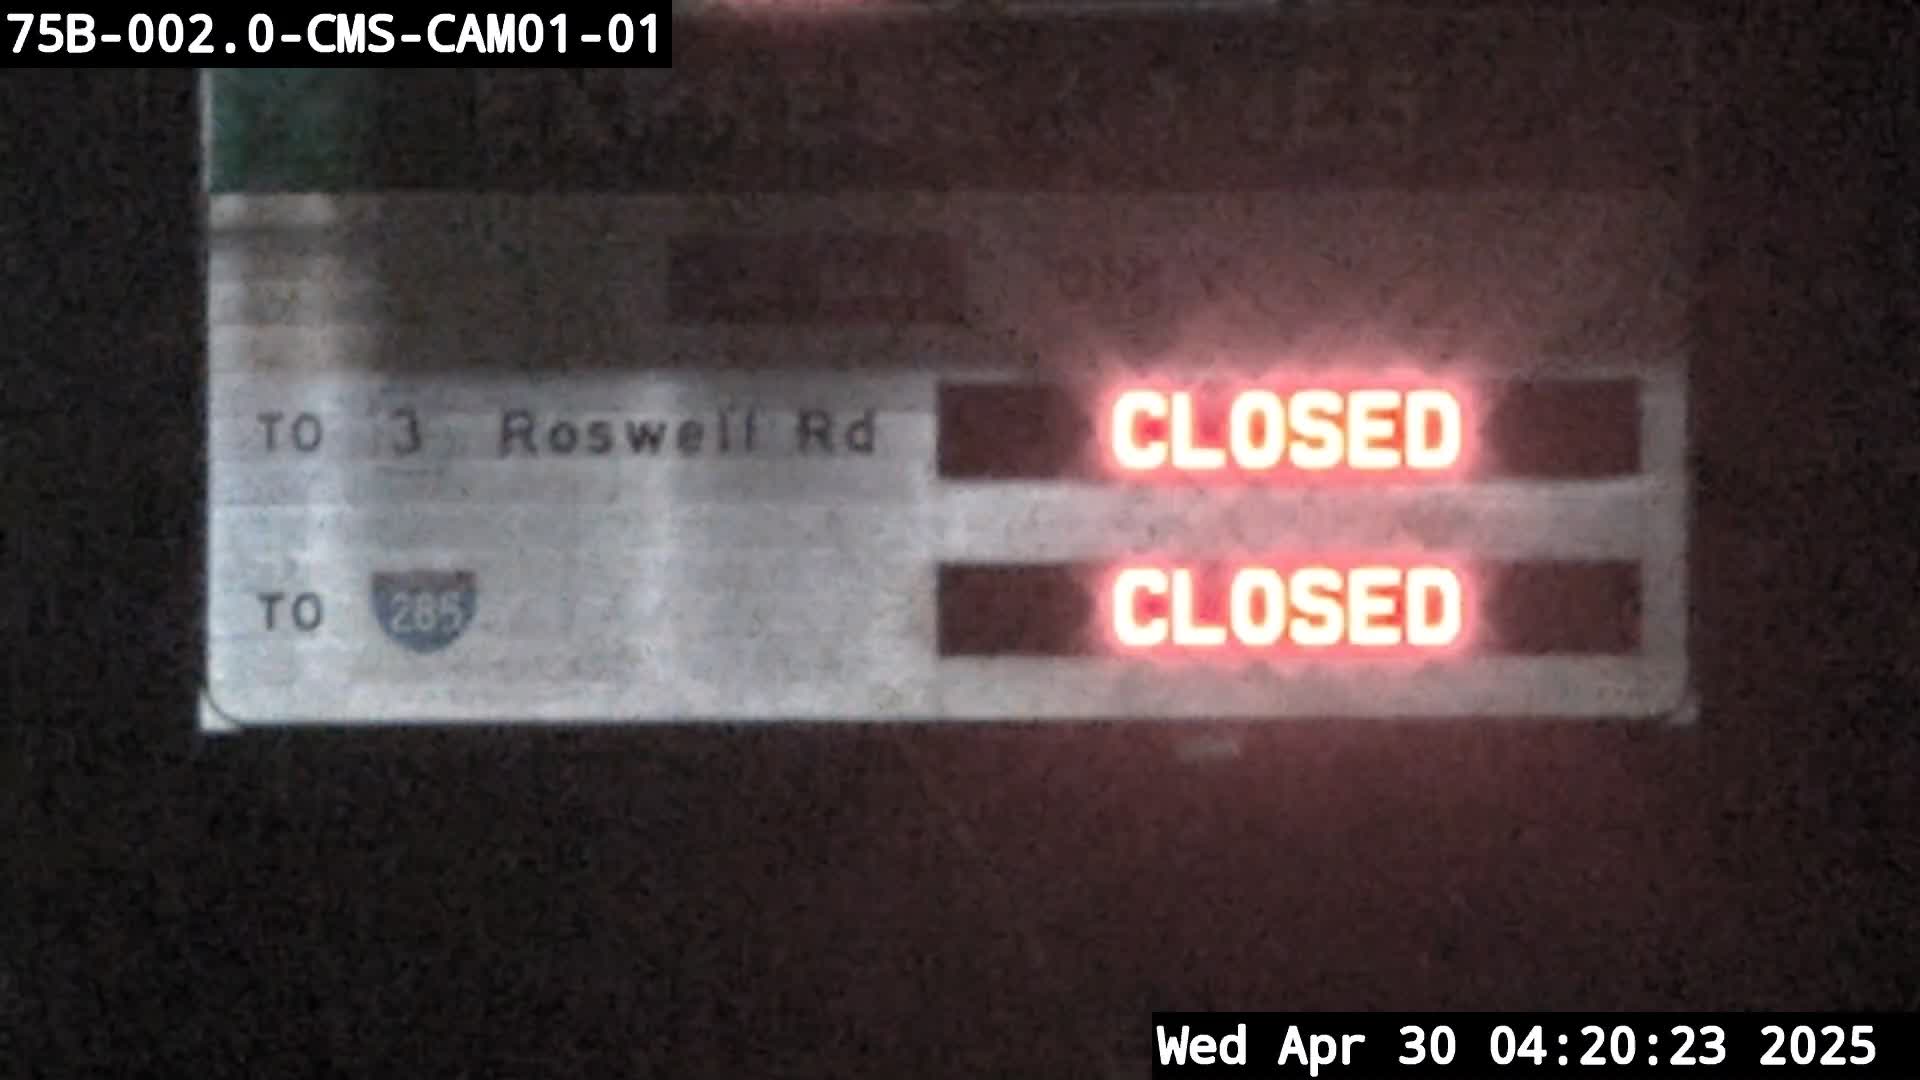 75B-002.0-CMS-CAM01-01
TO 3 Roswell Rd CLOSED
TO 285 CLOSED
Wed Apr 30 04:20:23 2025